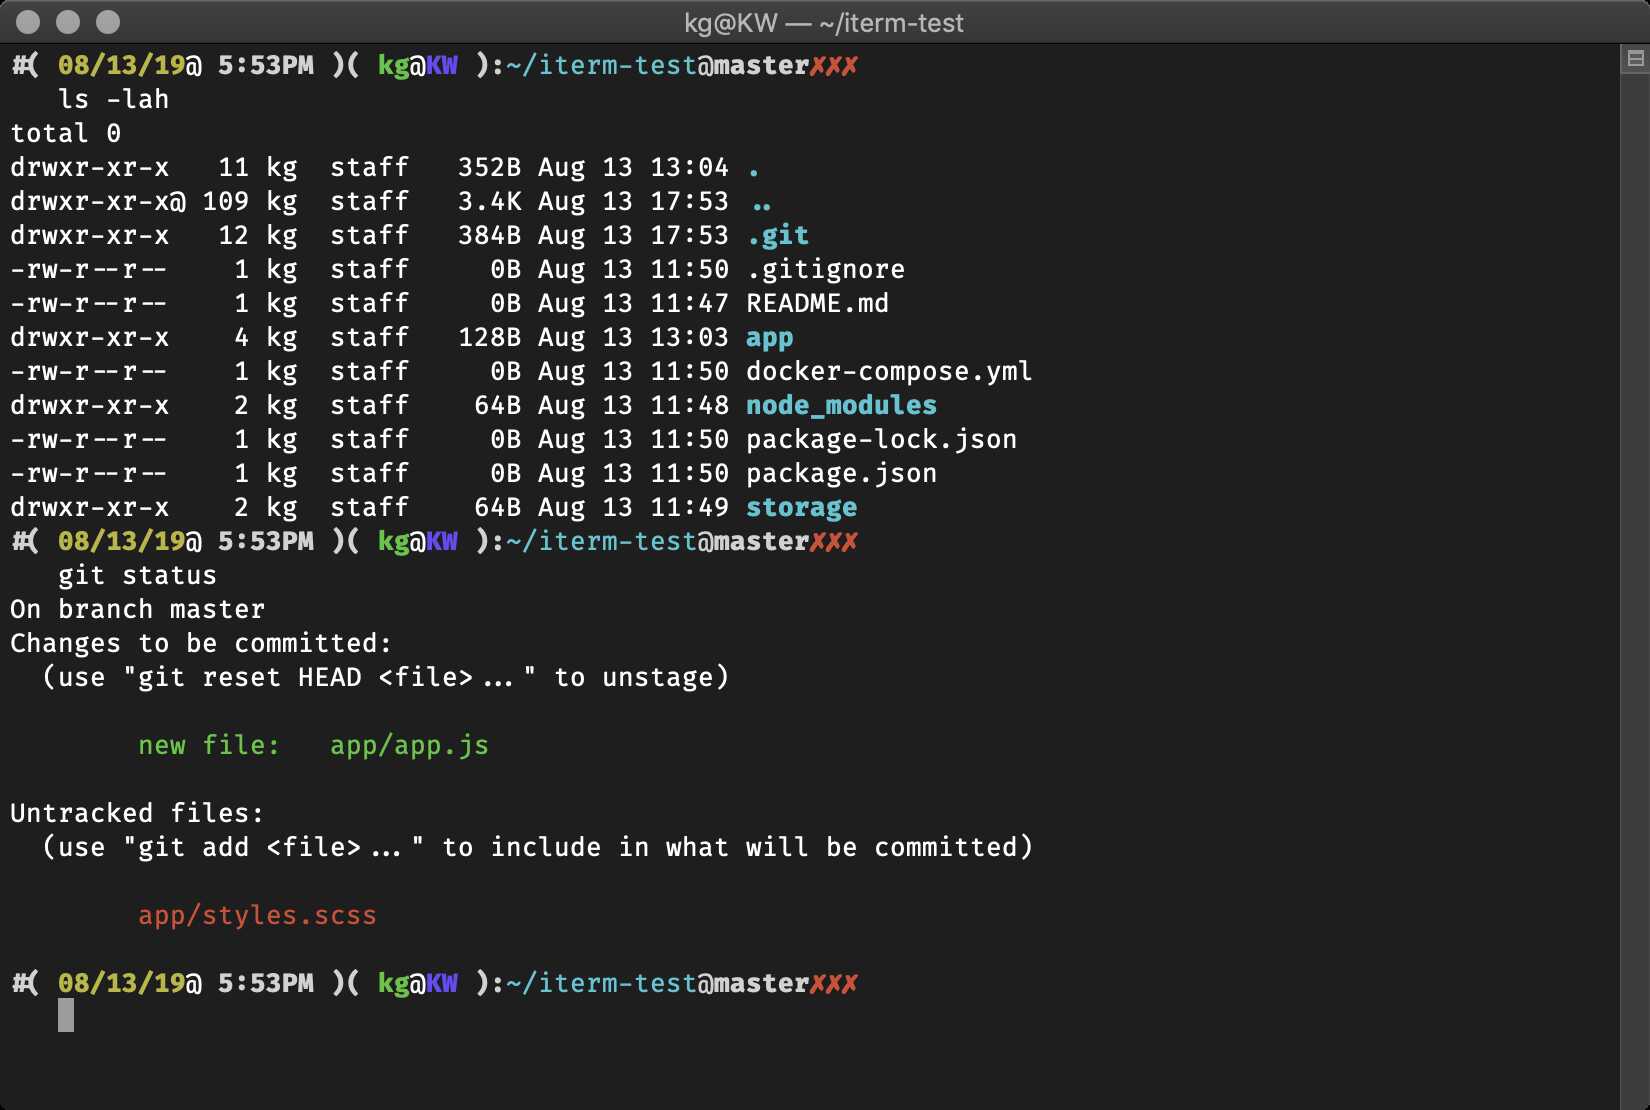 kg@KW — ~/iterm-test
#( 08/13/19@ 5:53PM )( kg@KW ):~/iterm-test@master✗✗✗
   ls -lah
total 0
drwxr-xr-x   11 kg  staff   352B Aug 13 13:04 .
drwxr-xr-x@ 109 kg  staff   3.4K Aug 13 17:53 ..
drwxr-xr-x   12 kg  staff   384B Aug 13 17:53 .git
-rw-r--r--    1 kg  staff     0B Aug 13 11:50 .gitignore
-rw-r--r--    1 kg  staff     0B Aug 13 11:47 README.md
drwxr-xr-x    4 kg  staff   128B Aug 13 13:03 app
-rw-r--r--    1 kg  staff     0B Aug 13 11:50 docker-compose.yml
drwxr-xr-x    2 kg  staff    64B Aug 13 11:48 node_modules
-rw-r--r--    1 kg  staff     0B Aug 13 11:50 package-lock.json
-rw-r--r--    1 kg  staff     0B Aug 13 11:50 package.json
drwxr-xr-x    2 kg  staff    64B Aug 13 11:49 storage
#( 08/13/19@ 5:53PM )( kg@KW ):~/iterm-test@master✗✗✗
   git status
On branch master
Changes to be committed:
  (use "git reset HEAD <file>..." to unstage)
        new file:   app/app.js
Untracked files:
  (use "git add <file>..." to include in what will be committed)
        app/styles.scss
#( 08/13/19@ 5:53PM )( kg@KW ):~/iterm-test@master✗✗✗